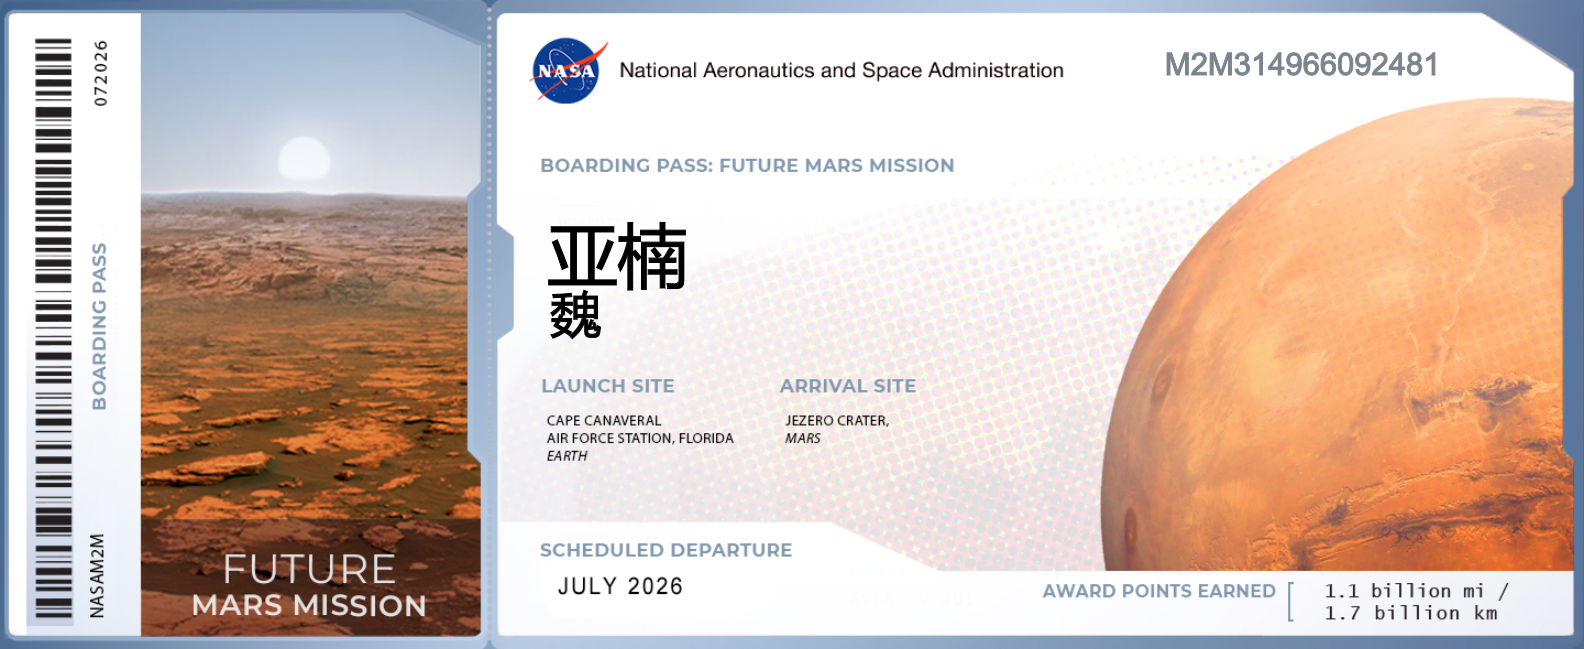 072026
BOARDING PASS
NASAM2M
FUTURE
MARS MISSION
NASA
National Aeronautics and Space Administration
M2M314966092481
BOARDING PASS: FUTURE MARS MISSION
亚楠
魏
LAUNCH SITE
CAPE CANAVERAL
AIR FORCE STATION, FLORIDA
EARTH
ARRIVAL SITE
JEZERO CRATER,
MARS
SCHEDULED DEPARTURE
JULY 2026
AWARD POINTS EARNED
1.1 billion mi /
1.7 billion km